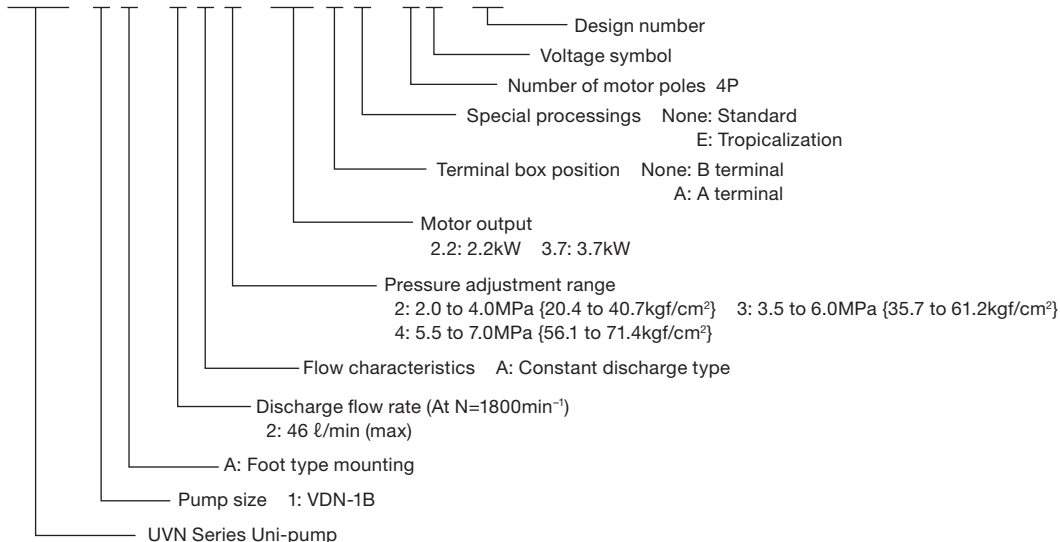 Design number
Voltage symbol
Number of motor poles 4P
Special processings None: Standard
E: Tropicalization
Terminal box position None: B terminal
A: A terminal
Motor output
2.2: 2.2kW 3.7: 3.7kW
Pressure adjustment range
2: 2.0 to 4.0MPa {20.4 to 40.7kgf/cm²} 3: 3.5 to 6.0MPa {35.7 to 61.2kgf/cm²}
4: 5.5 to 7.0MPa {56.1 to 71.4kgf/cm²}
Flow characteristics A: Constant discharge type
Discharge flow rate (At N=1800min⁻¹)
2: 46 ℓ/min (max)
A: Foot type mounting
Pump size 1: VDN-1B
UVN Series Uni-pump